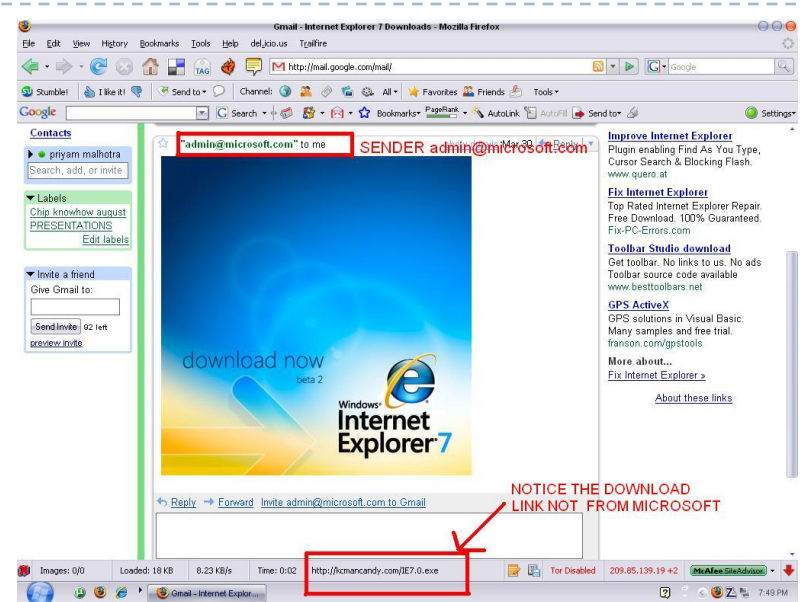 Gmail - Internet Explorer 7 Downloads - Mozilla Firefox
File Edit View History Bookmarks Tools Help del.icio.us Trailfire
http://mail.google.com/mail/
G Google
Stumble! I like it! Send to Channel: All Favorites Friends Tools
Google G Search Bookmarks PageRank AutoLink AutoFill Send to Settings
Contacts
priyam malhotra
Search, add, or invite
Labels
Chip knowhow august
PRESENTATIONS
Edit labels
Invite a friend
Give Gmail to:
Send Invite 92 left
preview invite
"admin@microsoft.com" to me
SENDER admin@microsoft.com
Mar 30 Reply
download now
beta 2
Windows
Internet
Explorer 7
Reply Forward Invite admin@microsoft.com to Gmail
NOTICE THE DOWNLOAD
LINK NOT FROM MICROSOFT
Improve Internet Explorer
Plugin enabling Find As You Type,
Cursor Search & Blocking Flash.
www.quero.at
Fix Internet Explorer
Top Rated Internet Explorer Repair.
Free Download. 100% Guaranteed.
Fix-PC-Errors.com
Toolbar Studio download
Get toolbar. No links to us. No ads
Toolbar source code available
www.besttoolbars.net
GPS ActiveX
GPS solutions in Visual Basic.
Many samples and free trial.
franson.com/gpstools
More about...
Fix Internet Explorer »
About these links
Images: 0/0 Loaded: 18 KB 8.23 KB/s Time: 0:02 http://kcmancandy.com/IE7.0.exe Tor Disabled 209.85.139.19 +2 McAfee SiteAdvisor
Gmail - Internet Explor... 7:49 PM